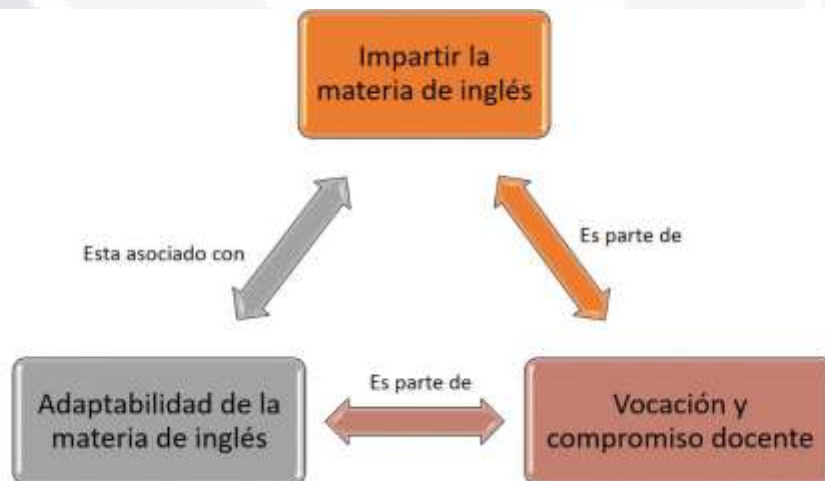 Impartir la
materia de inglés
Esta asociado con
Es parte de
Es parte de
Adaptabilidad de la
materia de inglés
Vocación y
compromiso docente